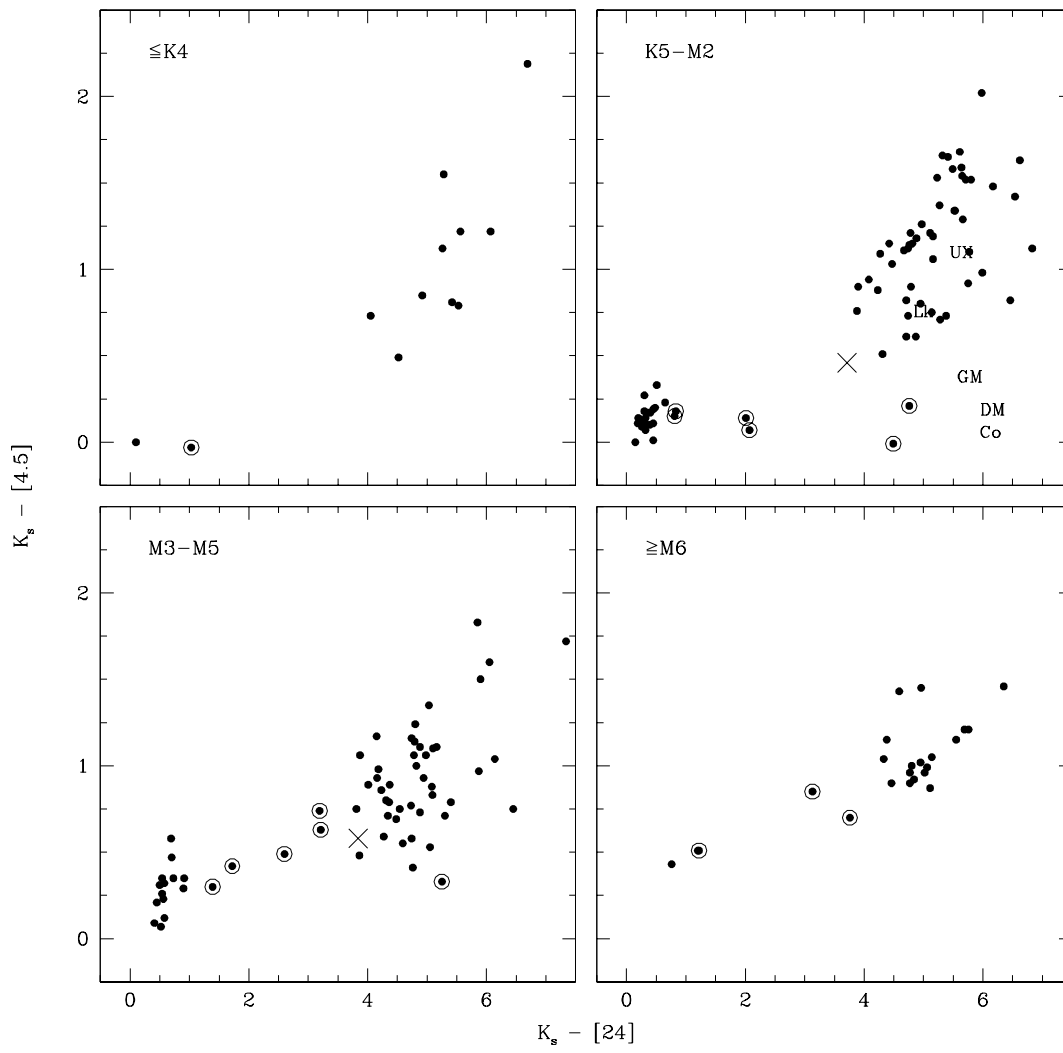 ≦K4
K5−M2
2
1
UX
Lk
GM
DM
Co
0
K_s − [4.5]
M3−M5
≧M6
2
1
0
0 2 4 6
0 2 4 6
K_s − [24]